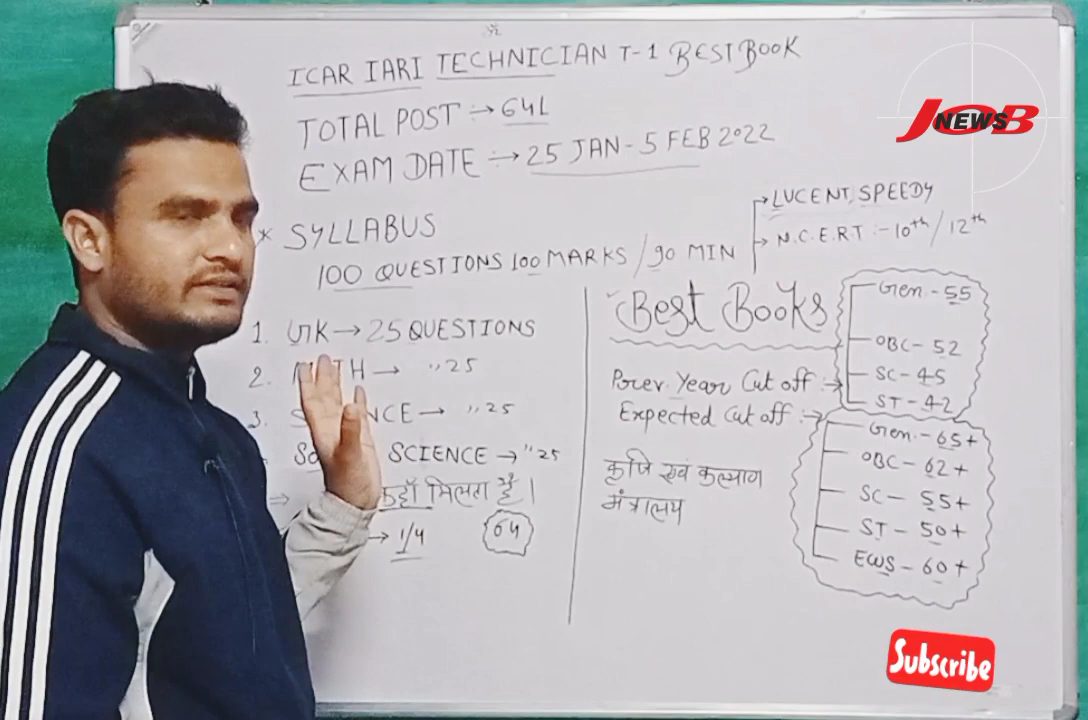 ICAR IARI TECHNICIAN T-1 BEST BOOK
TOTAL POST → 641
EXAM DATE → 25 JAN - 5 FEB 2022
* SYLLABUS
100 QUESTIONS 100 MARKS / 90 MIN
→ LUCENT, SPEEDY
→ N.C.E.R.T :- 10th / 12th
1. GK → 25 QUESTIONS
2. MATH → ,, 25
3. NCE → ,, 25
SCIENCE → " 25
मिलता है।
→ 1/4
64
Best Books
Prev. Year Cut off →
Gen. - 55
OBC - 52
SC - 45
ST - 42
Expected Cut off →
Gen. - 65+
OBC - 62+
SC - 55+
ST - 50+
EWS - 60+
कृषि एवं कल्याण
मंत्रालय
JOB NEWS
Subscribe